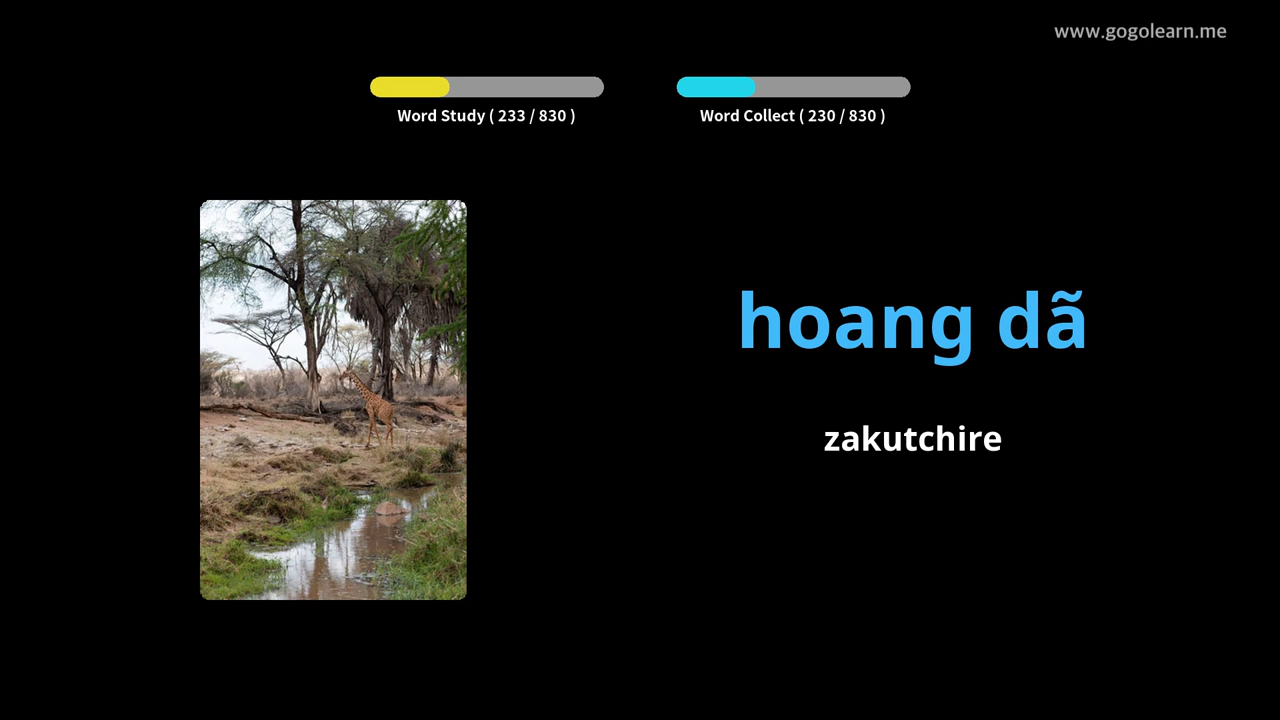 www.gogolearn.me
Word Study ( 233 / 830 )
Word Collect ( 230 / 830 )
hoang dã
zakutchire